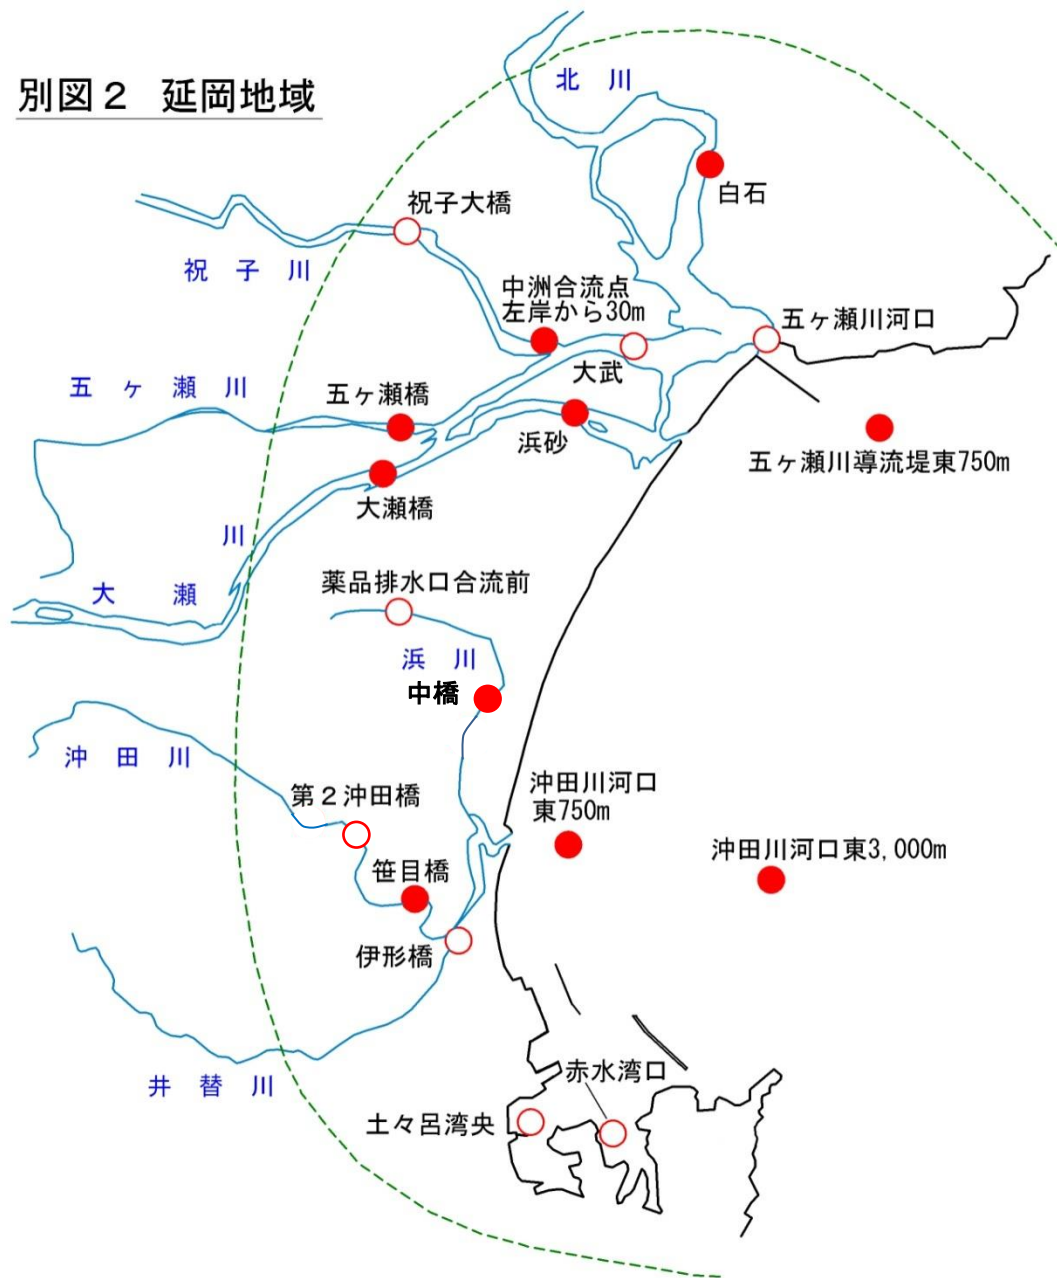 別図２　延岡地域
北　川
白石
祝子大橋
祝　子　川
中洲合流点
左岸から30m
五ヶ瀬川河口
大武
五　ヶ　瀬　川
五ヶ瀬橋
浜砂
五ヶ瀬川導流堤東750m
大瀬橋
大　瀬　川
薬品排水口合流前
浜　川
中橋
沖　田　川
第２沖田橋
沖田川河口
東750m
沖田川河口東3,000m
笹目橋
伊形橋
井　替　川
赤水湾口
土々呂湾央